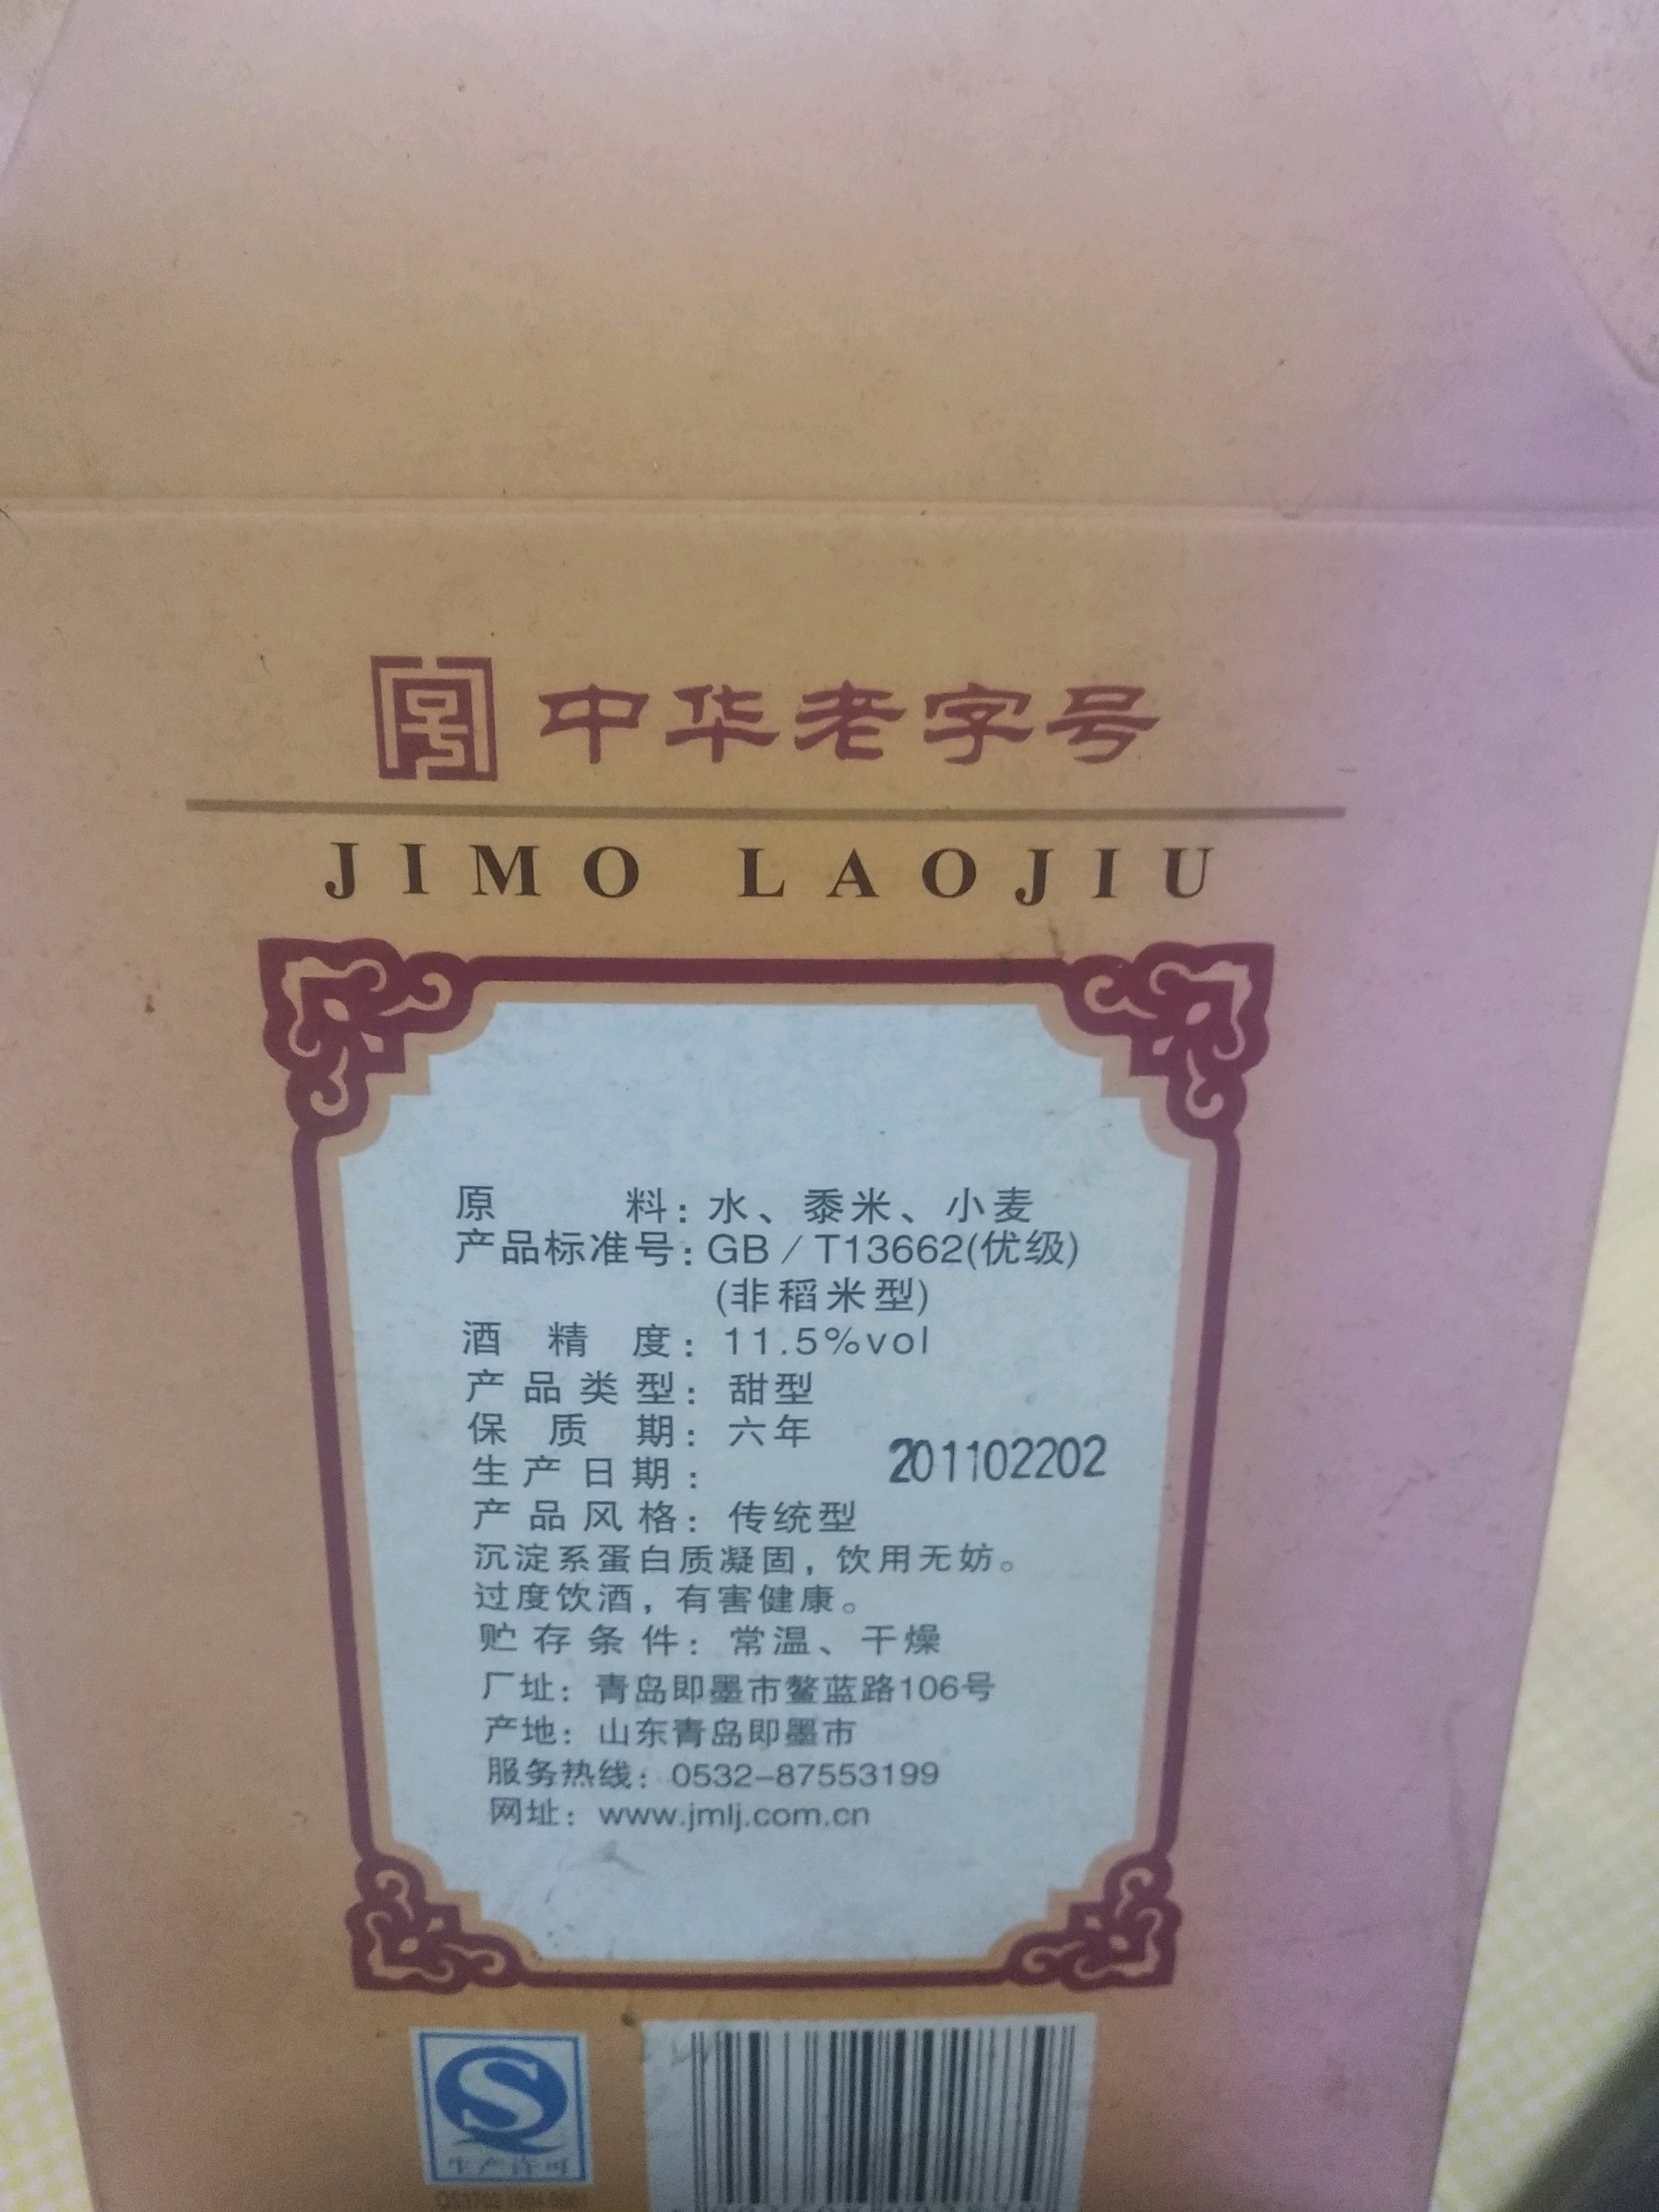 中华老字号
JIMO LAOJIU
原料：水、黍米、小麦
产品标准号：GB/T13662(优级)
(非稻米型)
酒精度：11.5%vol
产品类型：甜型
保质期：六年
生产日期：201102202
产品风格：传统型
沉淀系蛋白质凝固，饮用无妨。
过度饮酒，有害健康。
贮存条件：常温、干燥
厂址：青岛即墨市鳌蓝路106号
产地：山东青岛即墨市
服务热线：0532-87553199
网址：www.jmlj.com.cn